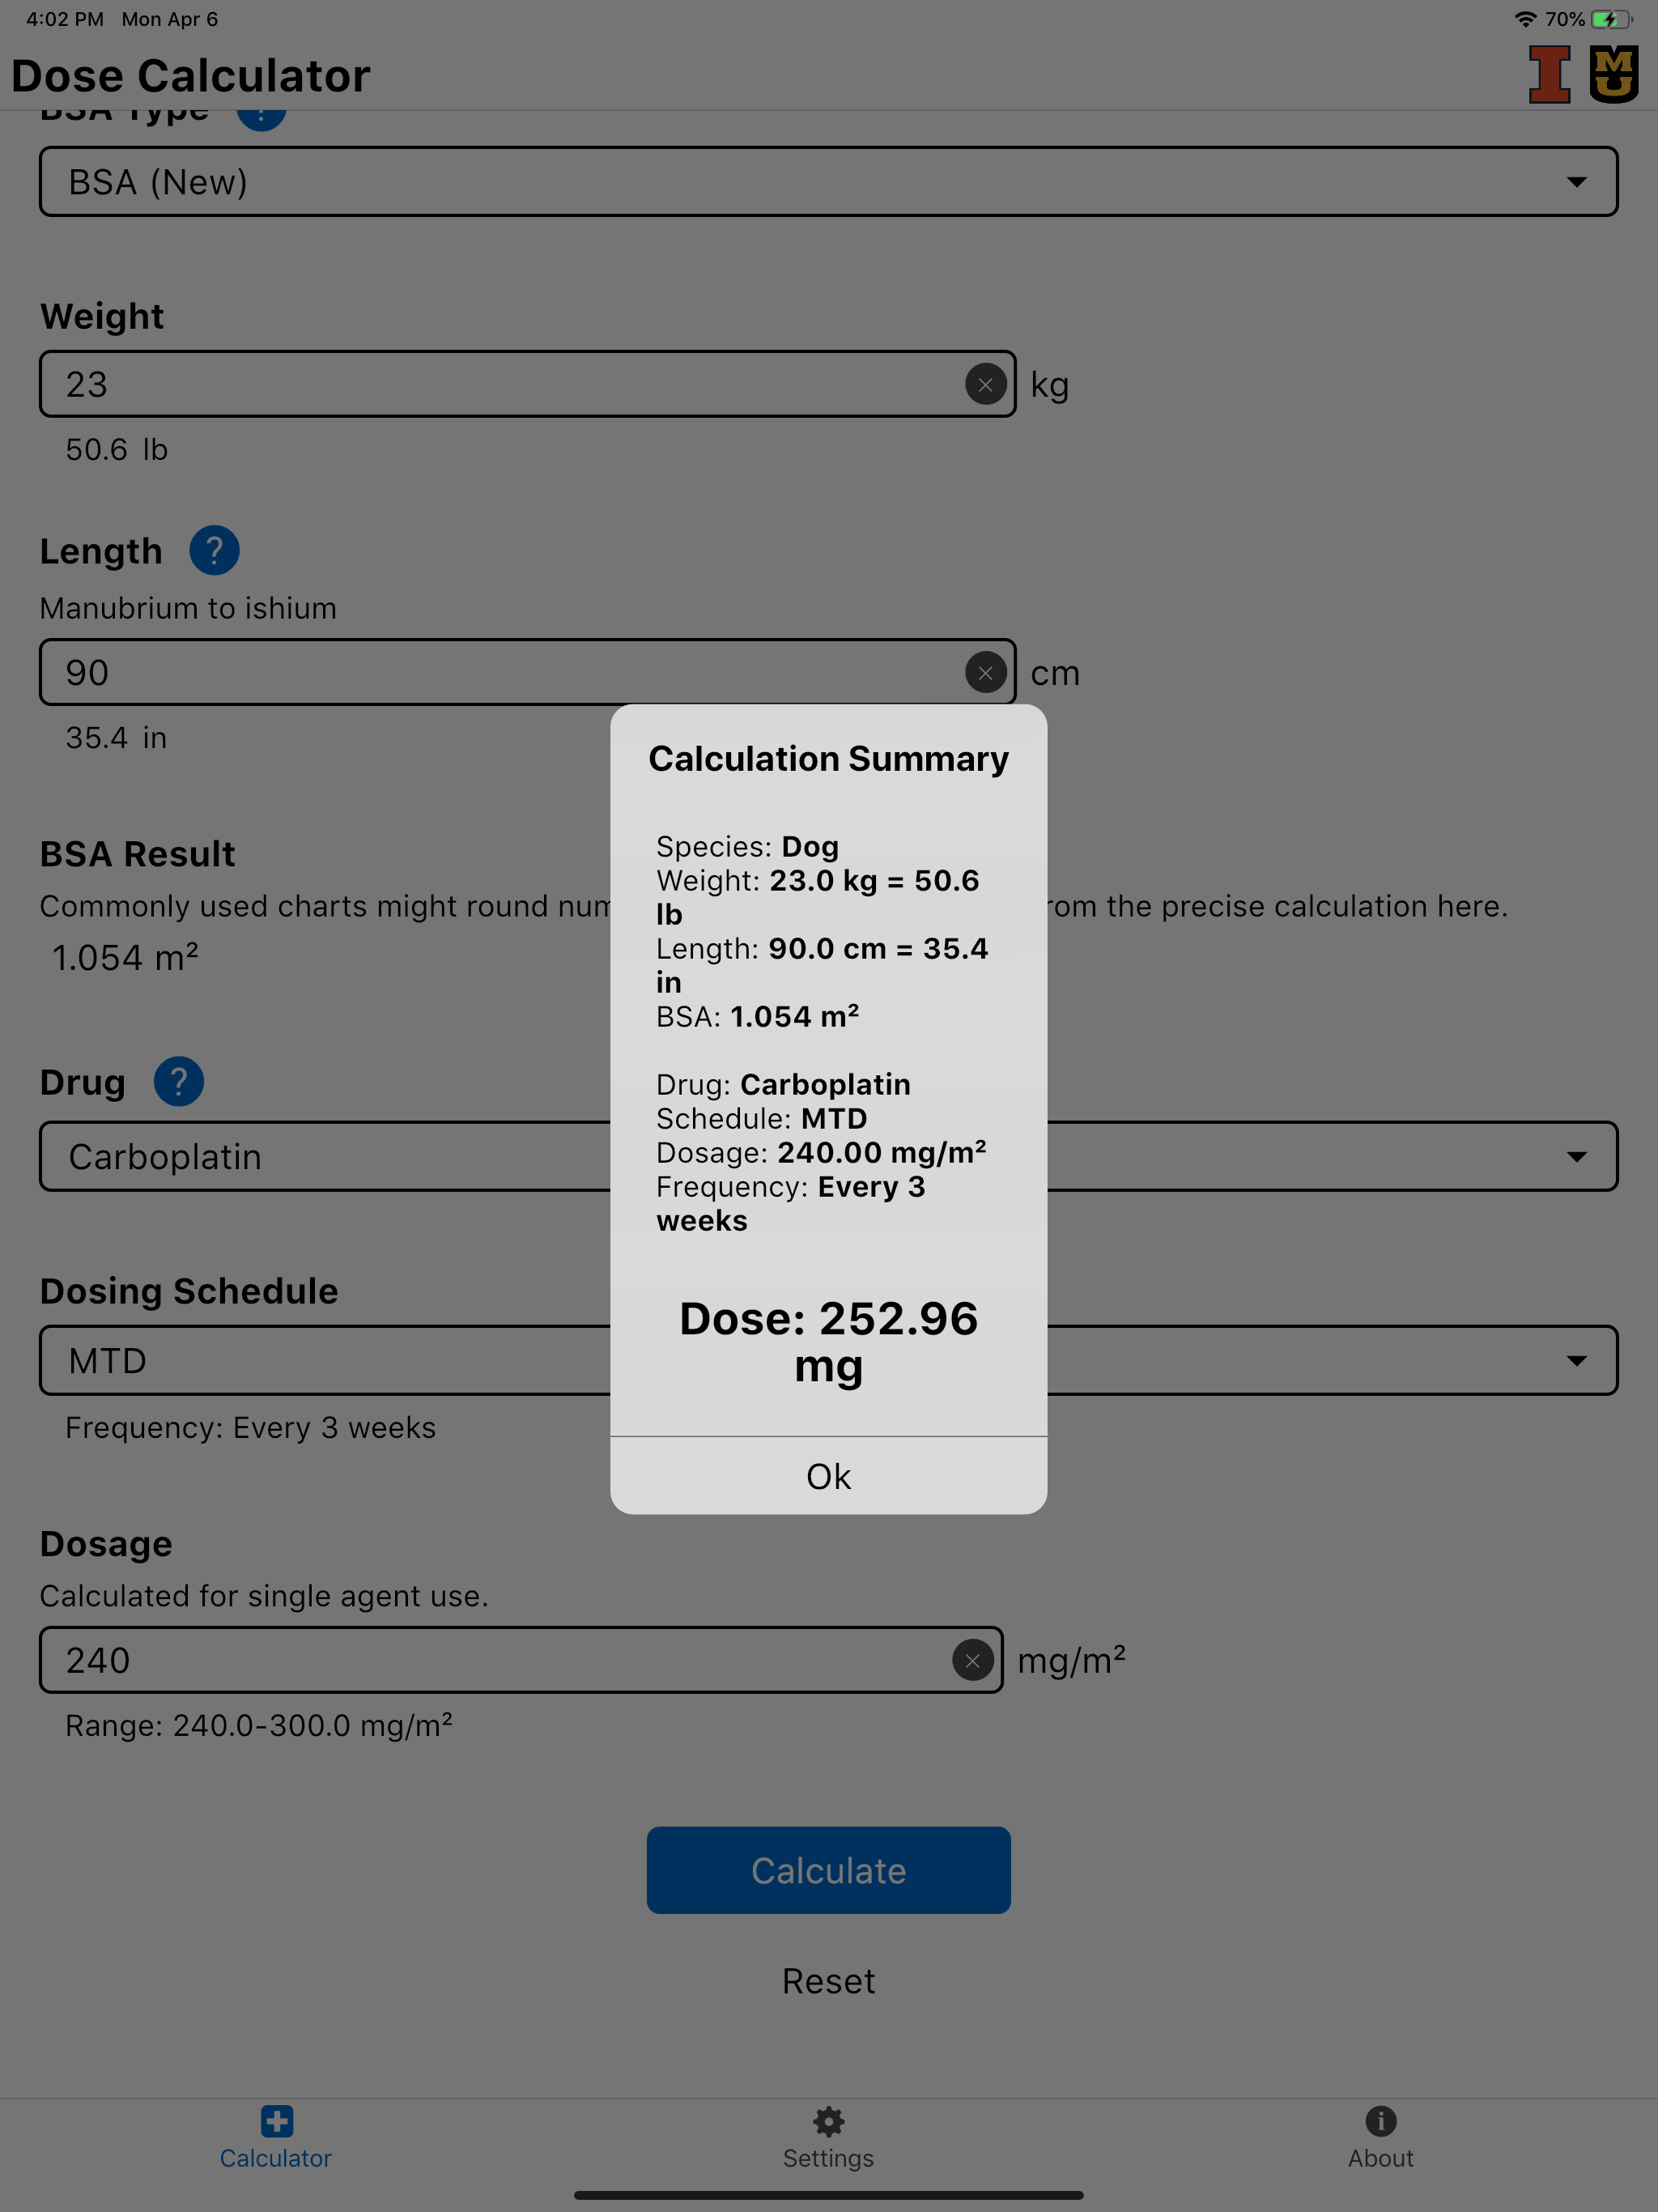 4:02 PM Mon Apr 6
70%
Dose Calculator
I
MU
BSA Type ?
BSA (New)
Weight
23
kg
50.6 lb
Length ?
Manubrium to ishium
90
cm
35.4 in
BSA Result
Commonly used charts might round num
rom the precise calculation here.
1.054 m²
Drug ?
Carboplatin
Dosing Schedule
MTD
Frequency: Every 3 weeks
Dosage
Calculated for single agent use.
240
mg/m²
Range: 240.0-300.0 mg/m²
Calculation Summary
Species: Dog
Weight: 23.0 kg = 50.6
lb
Length: 90.0 cm = 35.4
in
BSA: 1.054 m²
Drug: Carboplatin
Schedule: MTD
Dosage: 240.00 mg/m²
Frequency: Every 3
weeks
Dose: 252.96
mg
Ok
Calculate
Reset
Calculator
Settings
About